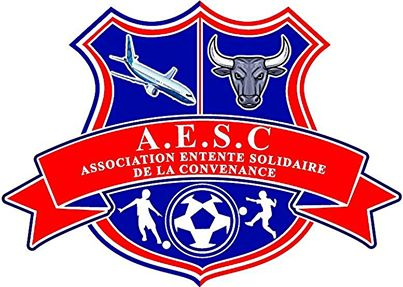 A.E.S.C
ASSOCIATION ENTENTE SOLIDAIRE
DE LA CONVENANCE